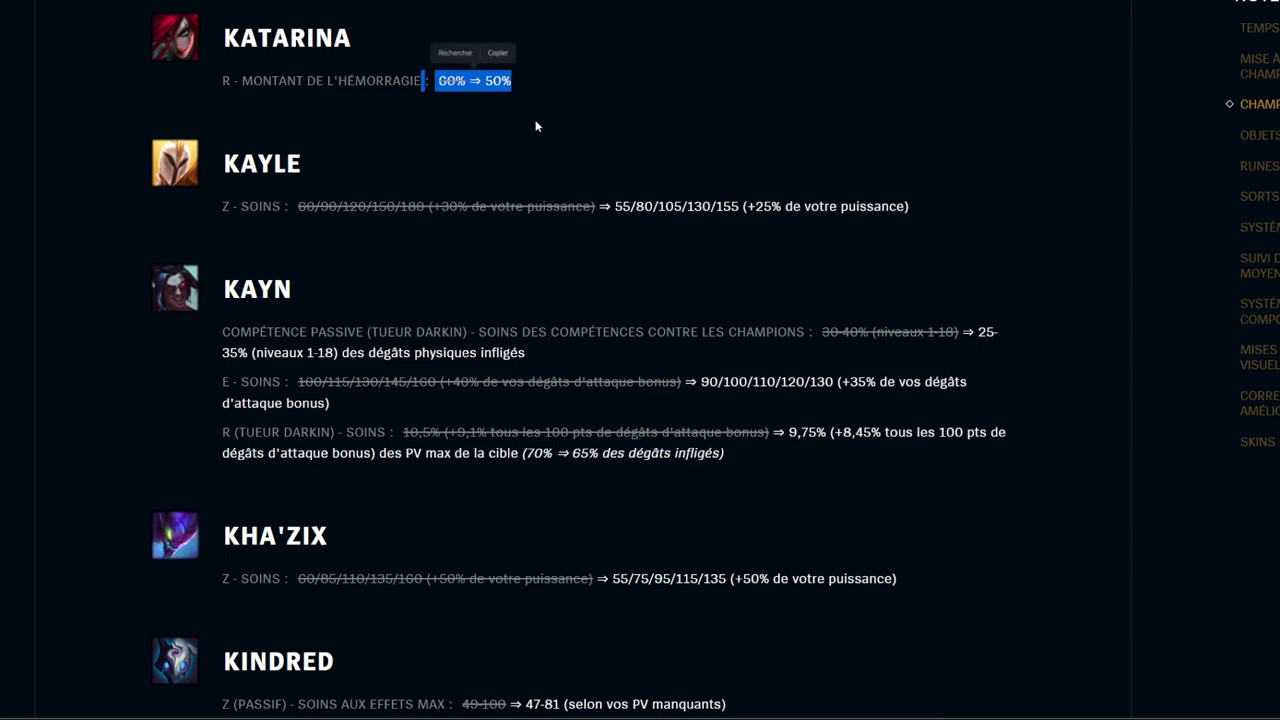 KATARINA
Rechercher Copier
R - MONTANT DE L'HÉMORRAGIE : 60% ⇒ 50%
KAYLE
Z - SOINS : 60/90/120/150/180 (+30% de votre puissance) ⇒ 55/80/105/130/155 (+25% de votre puissance)
KAYN
COMPÉTENCE PASSIVE (TUEUR DARKIN) - SOINS DES COMPÉTENCES CONTRE LES CHAMPIONS : 30-40% (niveaux 1-18) ⇒ 25-
35% (niveaux 1-18) des dégâts physiques infligés
E - SOINS : 100/115/130/145/160 (+40% de vos dégâts d'attaque bonus) ⇒ 90/100/110/120/130 (+35% de vos dégâts
d'attaque bonus)
R (TUEUR DARKIN) - SOINS : 10,5% (+9,1% tous les 100 pts de dégâts d'attaque bonus) ⇒ 9,75% (+8,45% tous les 100 pts de
dégâts d'attaque bonus) des PV max de la cible (70% ⇒ 65% des dégâts infligés)
KHA'ZIX
Z - SOINS : 60/85/110/135/160 (+50% de votre puissance) ⇒ 55/75/95/115/135 (+50% de votre puissance)
KINDRED
Z (PASSIF) - SOINS AUX EFFETS MAX : 49-100 ⇒ 47-81 (selon vos PV manquants)
TEMPS
MISE À
CHAMP
CHAMP
OBJETS
RUNES
SORTS
SYSTÈM
SUIVI D
MOYEN
SYSTÈM
COMPO
MISES
VISUEL
CORRE
AMÉLIO
SKINS